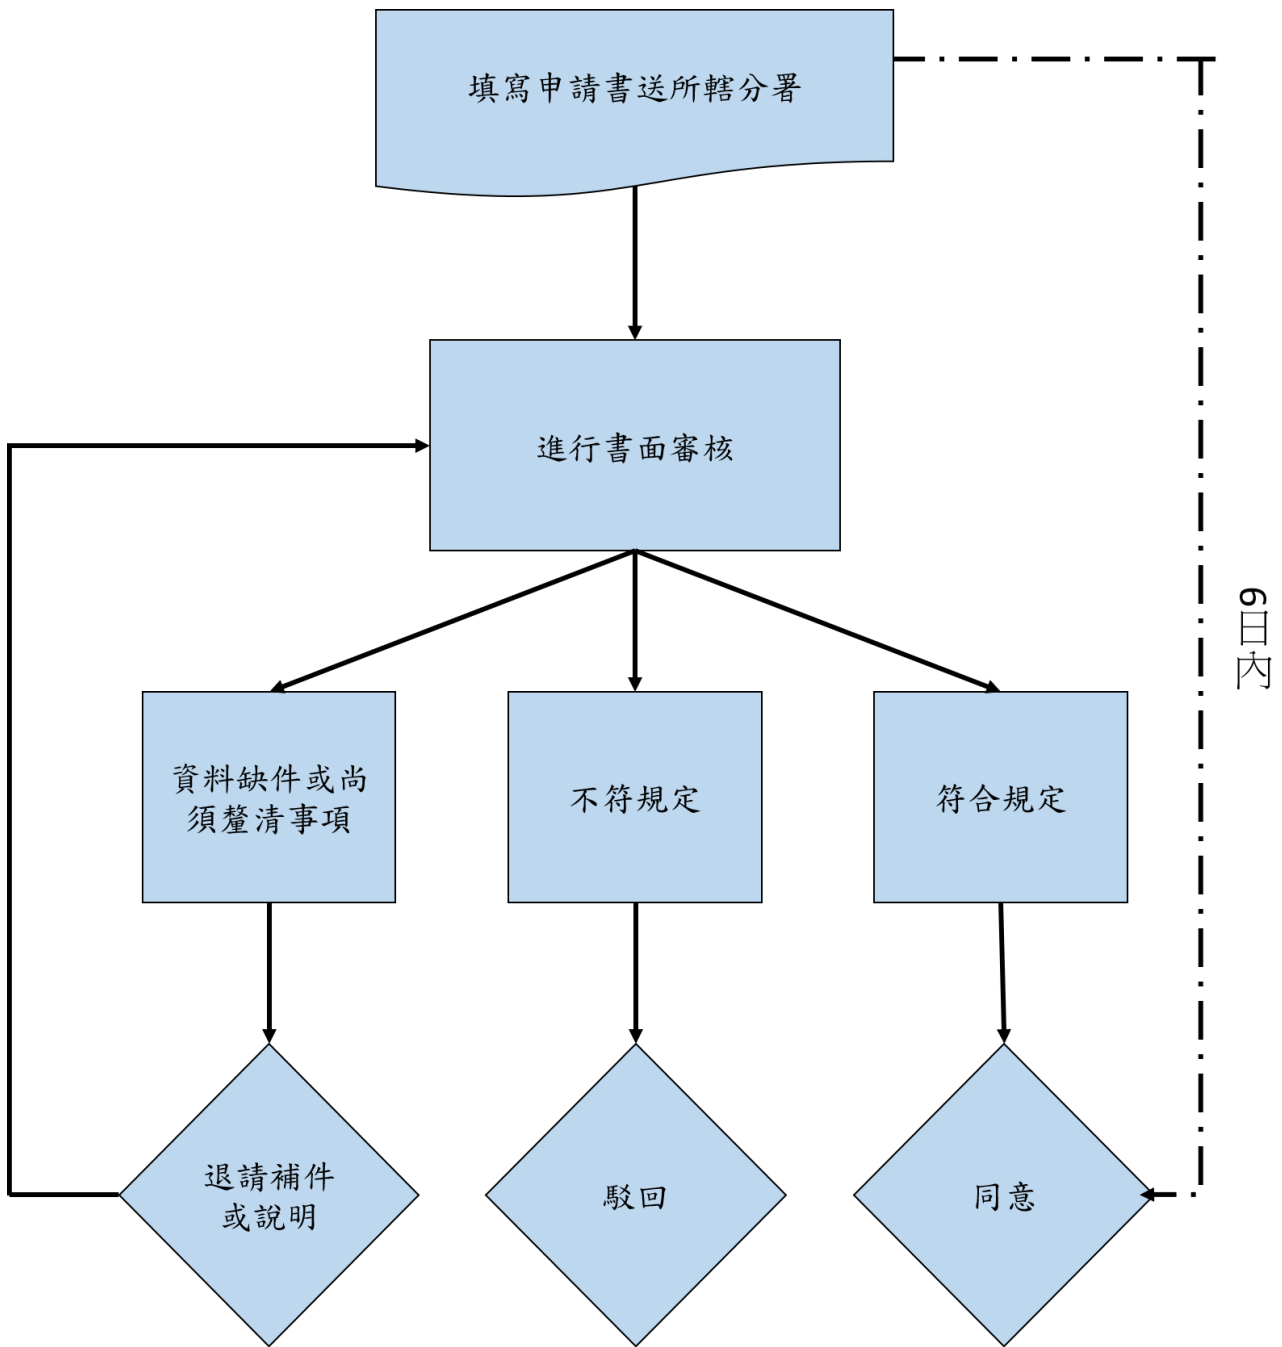 填寫申請書送所轄分署
進行書面審核
9日內
資料缺件或尚
須釐清事項
不符規定
符合規定
退請補件
或說明
駁回
同意